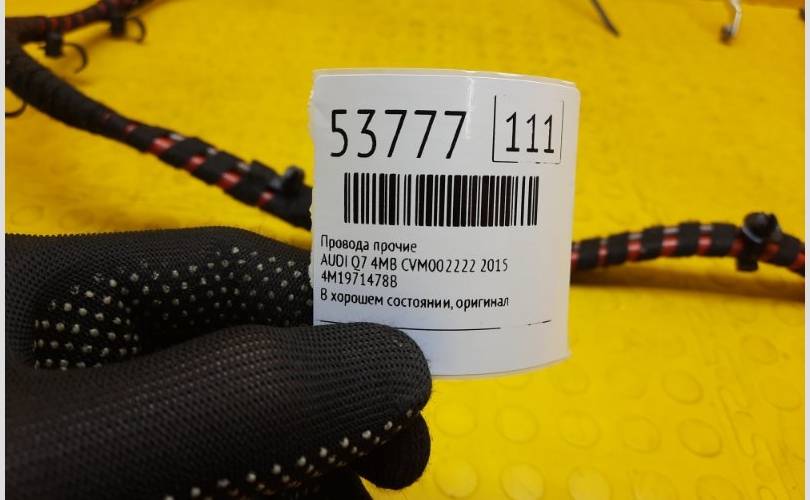 53777 111
Провода прочие
AUDI Q7 4MB CVM002222 2015
4M1971478B
В хорошем состоянии, оригинал